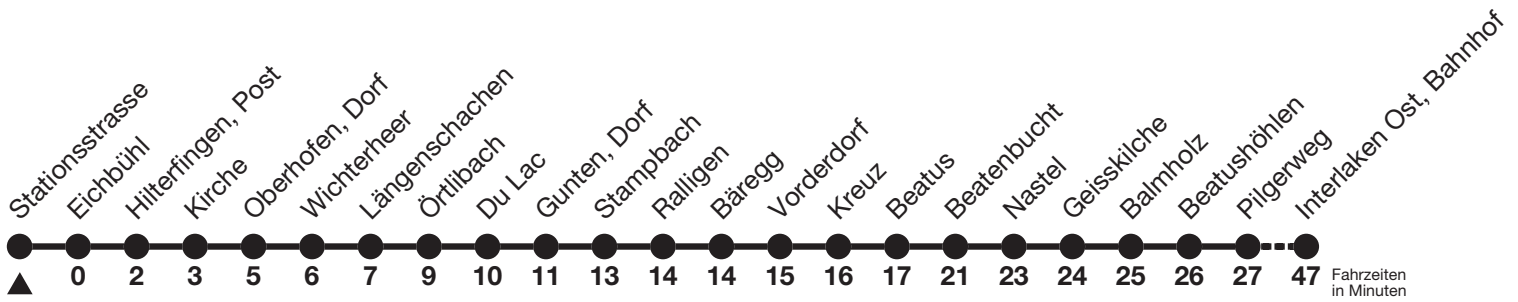 Stationsstrasse
Eichbühl
Hilterfingen, Post
Kirche
Oberhofen, Dorf
Wichterheer
Längenschachen
Örtlibach
Du Lac
Gunten, Dorf
Stampbach
Ralligen
Bäregg
Vorderdorf
Kreuz
Beatus
Beatenbucht
Nastel
Geisskilche
Balmholz
Beatushöhlen
Pilgerweg
Interlaken Ost, Bahnhof
0 2 3 5 6 7 9 10 11 13 14 14 15 16 17 21 23 24 25 26 27 47
Fahrzeiten
in Minuten